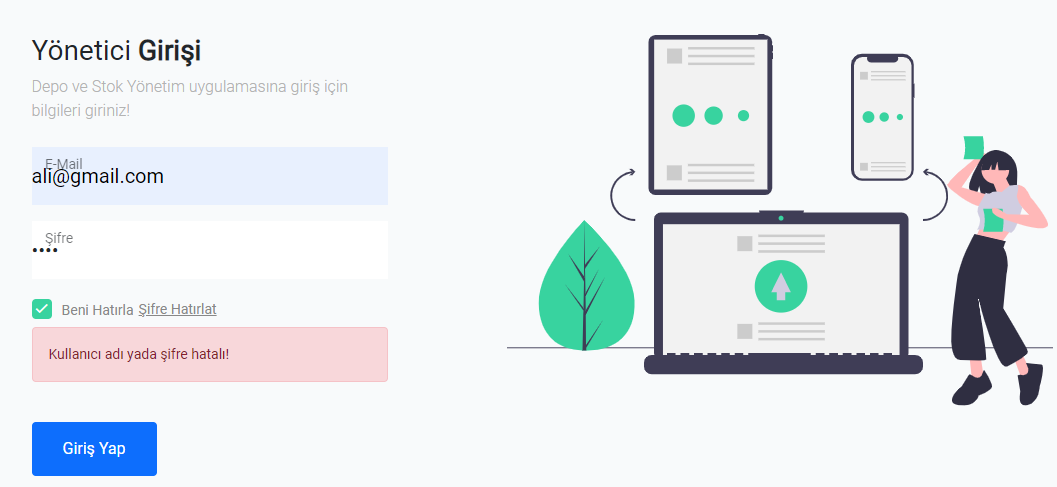 Yönetici Girişi
Depo ve Stok Yönetim uygulamasına giriş için
bilgileri giriniz!
E-Mail
ali@gmail.com
Şifre
••••
Beni Hatırla Şifre Hatırlat
Kullanıcı adı yada şifre hatalı!
Giriş Yap